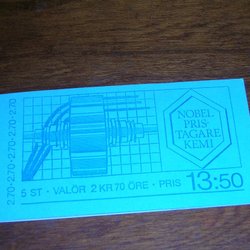 2.70·2.70·2.70·2.70·2.70
NOBEL
PRIS-
TAGARE
KEMI
5 ST · VALÖR 2 KR 70 ÖRE · PRIS 13:50